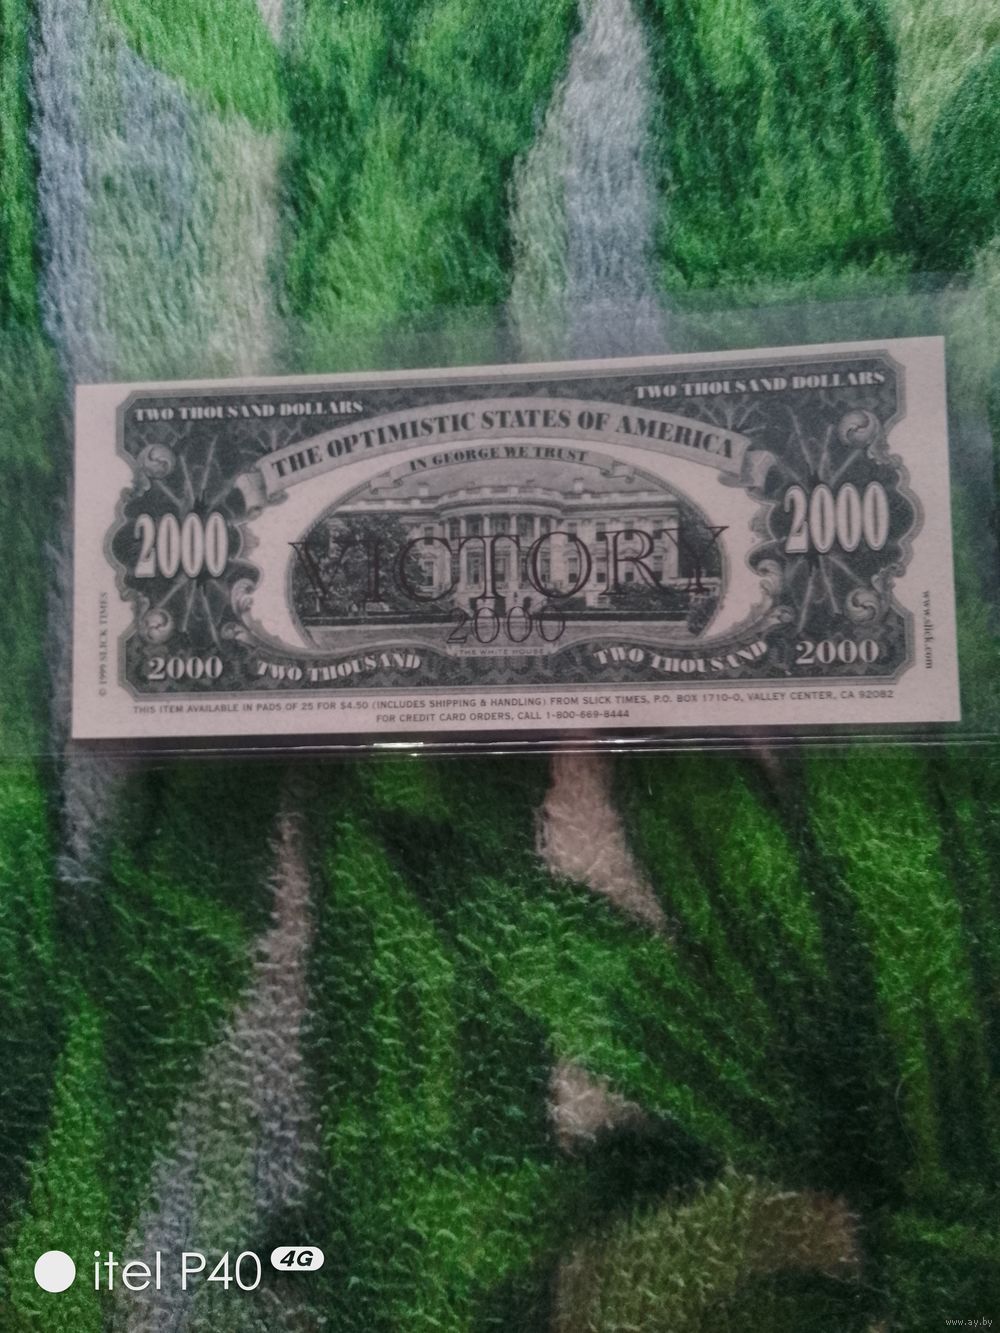 TWO THOUSAND DOLLARS
TWO THOUSAND DOLLARS
THE OPTIMISTIC STATES OF AMERICA
IN GEORGE WE TRUST
2000
2000
VICTORY
2000
THE WHITE HOUSE
2000
TWO THOUSAND
TWO THOUSAND
2000
© 1999 SLICK TIMES
www.slick.com
THIS ITEM AVAILABLE IN PADS OF 25 FOR $4.50 (INCLUDES SHIPPING & HANDLING) FROM SLICK TIMES, P.O. BOX 1710-O, VALLEY CENTER, CA 92082
FOR CREDIT CARD ORDERS, CALL 1-800-669-8444
itel P40 4G
www.ay.by